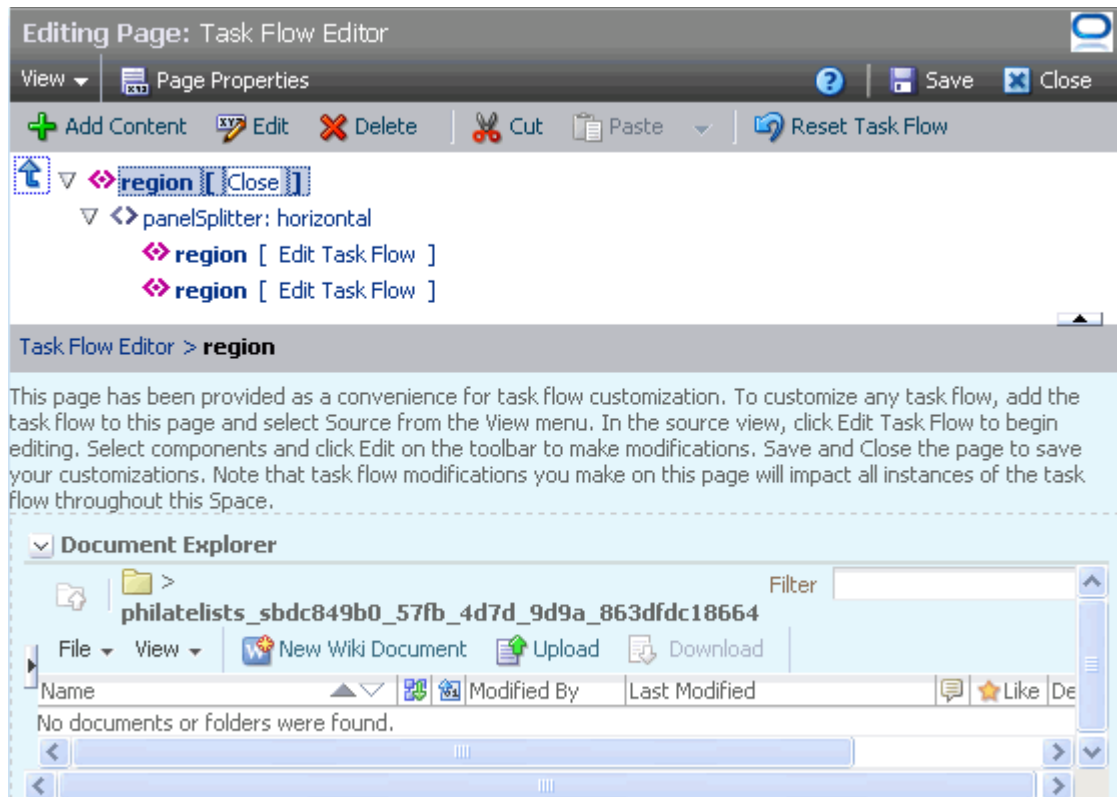 Editing Page: Task Flow Editor
View Page Properties Save Close
Add Content Edit Delete Cut Paste Reset Task Flow
region [ Close ]
panelSplitter: horizontal
region [ Edit Task Flow ]
region [ Edit Task Flow ]
Task Flow Editor > region
This page has been provided as a convenience for task flow customization. To customize any task flow, add the
task flow to this page and select Source from the View menu. In the source view, click Edit Task Flow to begin
editing. Select components and click Edit on the toolbar to make modifications. Save and Close the page to save
your customizations. Note that task flow modifications you make on this page will impact all instances of the task
flow throughout this Space.
Document Explorer
>
Filter
philatelists_sbdc849b0_57fb_4d7d_9d9a_863dfdc18664
File View New Wiki Document Upload Download
Name Modified By Last Modified Like De
No documents or folders were found.